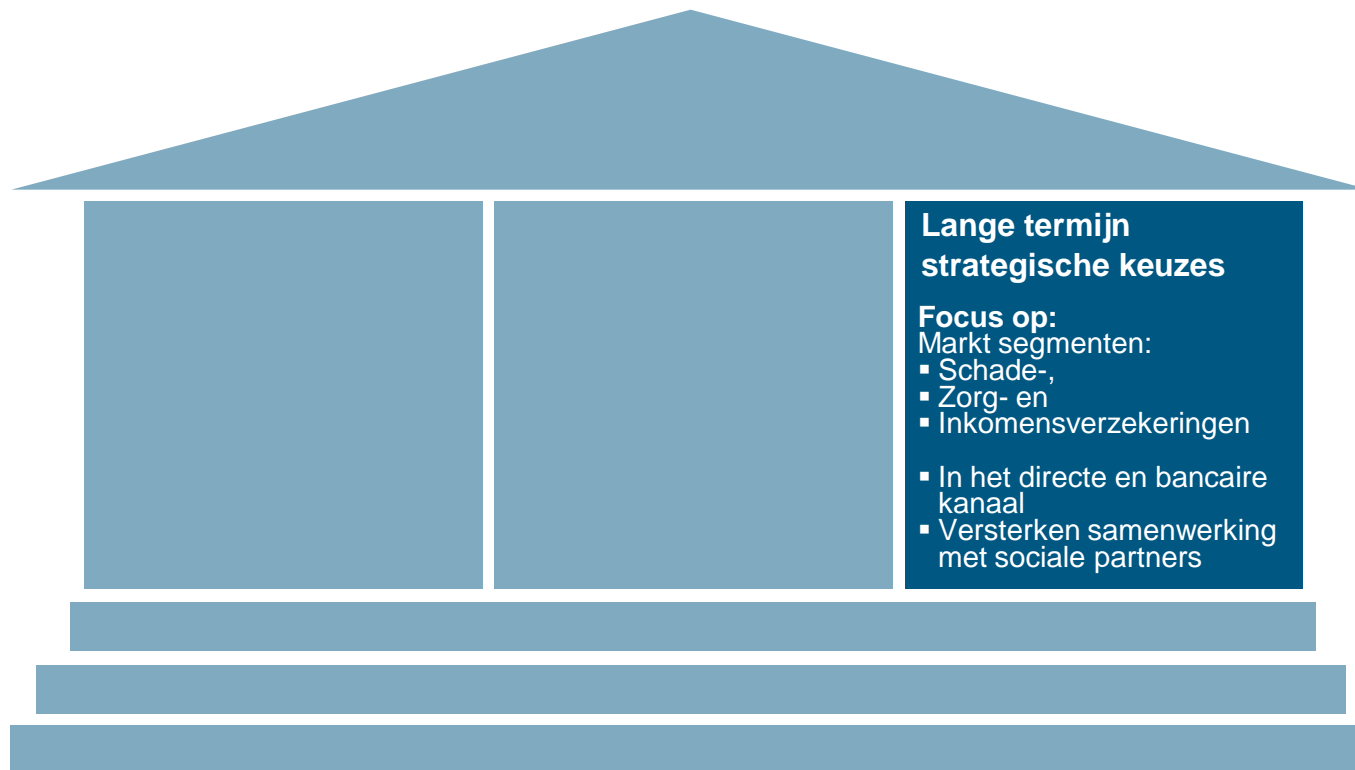 Lange termijn
strategische keuzes
Focus op:
Markt segmenten:
▪ Schade-,
▪ Zorg- en
▪ Inkomensverzekeringen
▪ In het directe en bancaire
kanaal
▪ Versterken samenwerking
met sociale partners